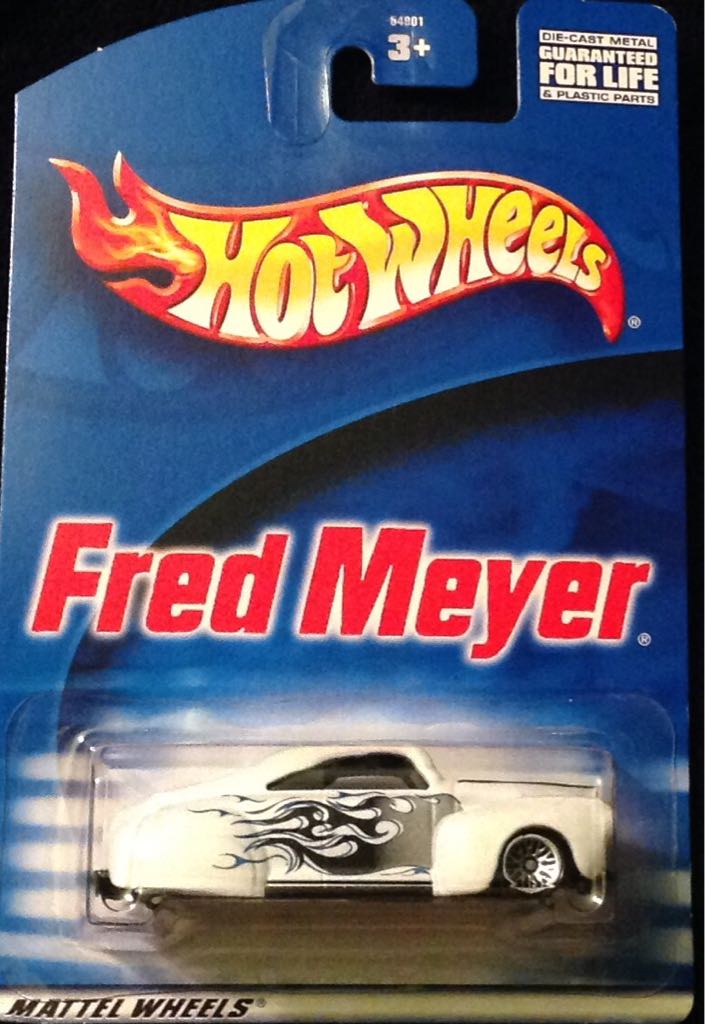 54901
3+
DIE-CAST METAL
GUARANTEED
FOR LIFE
& PLASTIC PARTS
HOT WHeeLS®
Fred Meyer®
MATTEL WHEELS®